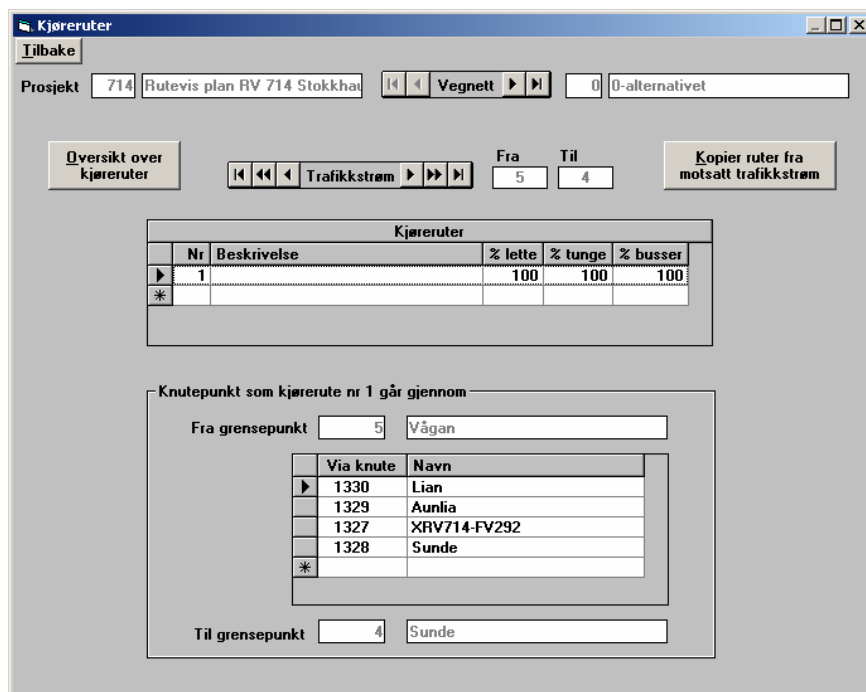 Kjøreruter
Tilbake
Prosjekt 714 Rutevis plan RV 714 Stokkhau Vegnett 0 0-alternativet
Oversikt over kjøreruter
Trafikkstrøm
Fra Til
5 4
Kopier ruter fra motsatt trafikkstrøm
Kjøreruter
Nr Beskrivelse % lette % tunge % busser
1 100 100 100
Knutepunkt som kjørerute nr 1 går gjennom
Fra grensepunkt 5 Vågan
Via knute Navn
1330 Lian
1329 Aunlia
1327 XRV714-FV292
1328 Sunde
Til grensepunkt 4 Sunde